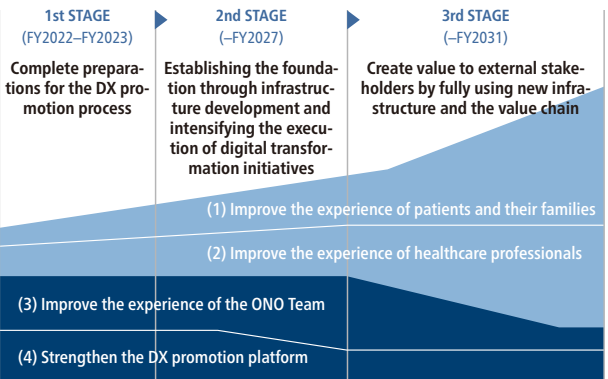 1st STAGE
(FY2022–FY2023)
Complete prepara-
tions for the DX pro-
motion process
2nd STAGE
(–FY2027)
Establishing the founda-
tion through infrastruc-
ture development and
intensifying the execu-
tion of digital transfor-
mation initiatives
3rd STAGE
(–FY2031)
Create value to external stake-
holders by fully using new infra-
structure and the value chain
(1) Improve the experience of patients and their families
(2) Improve the experience of healthcare professionals
(3) Improve the experience of the ONO Team
(4) Strengthen the DX promotion platform